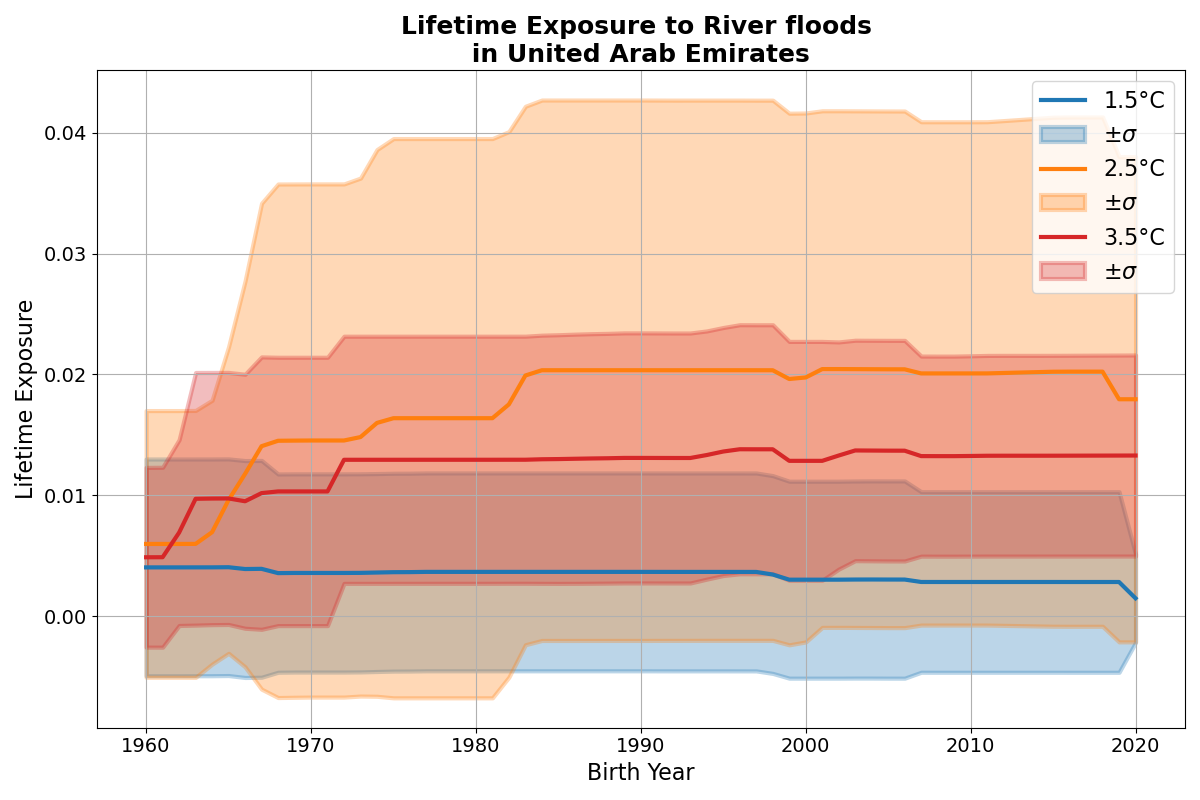 Lifetime Exposure to River floods
in United Arab Emirates
Lifetime Exposure
0.04
0.03
0.02
0.01
0.00
1960 1970 1980 1990 2000 2010 2020
Birth Year
1.5°C
±σ
2.5°C
±σ
3.5°C
±σ